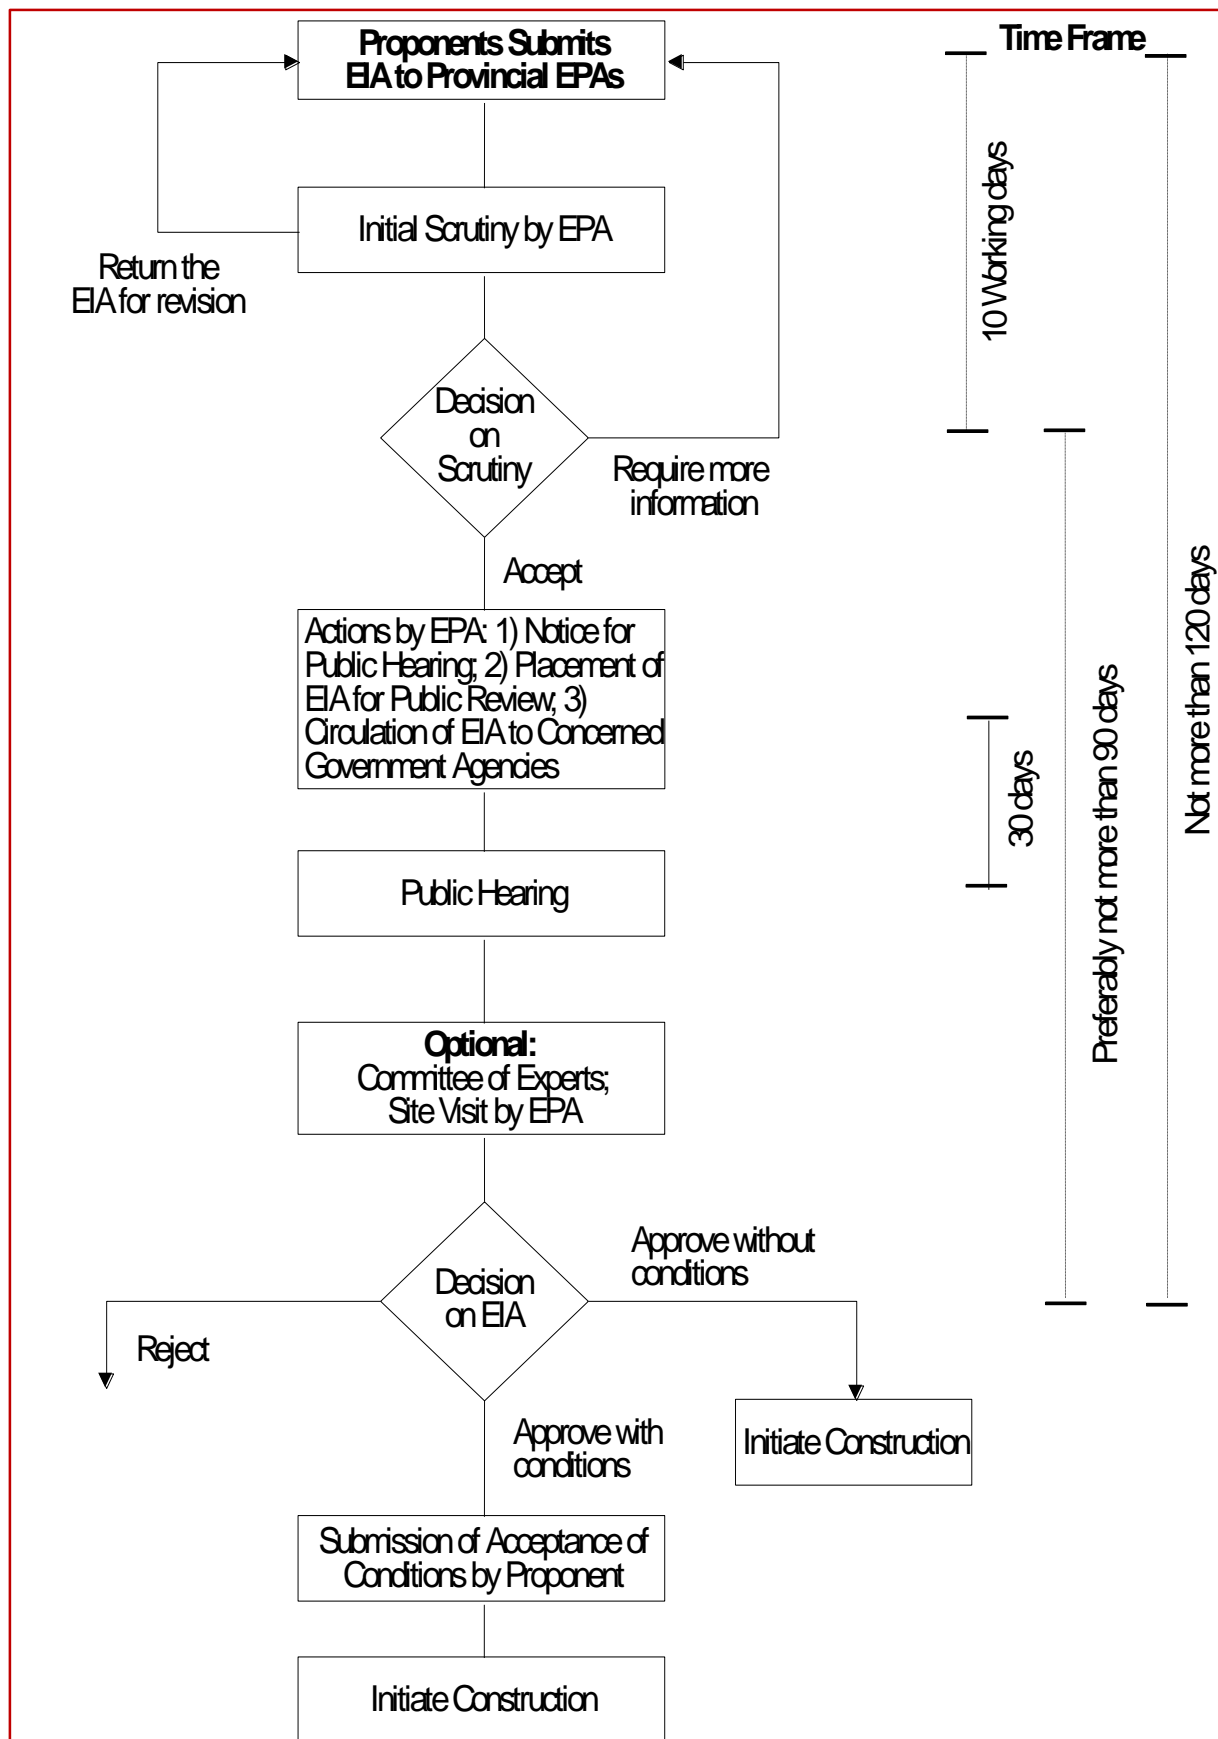 Proponents Submits
EIA to Provincial EPAs
Time Frame
Initial Scrutiny by EPA
Return the
EIA for revision
10 Working days
Decision
on
Scrutiny
Require more
information
Accept
Actions by EPA: 1) Notice for
Public Hearing; 2) Placement of
EIA for Public Review; 3)
Circulation of EIA to Concerned
Government Agencies
30 days
Preferably not more than 90 days
Not more than 120 days
Public Hearing
Optional:
Committee of Experts;
Site Visit by EPA
Decision
on EIA
Approve without
conditions
Reject
Approve with
conditions
Initiate Construction
Submission of Acceptance of
Conditions by Proponent
Initiate Construction